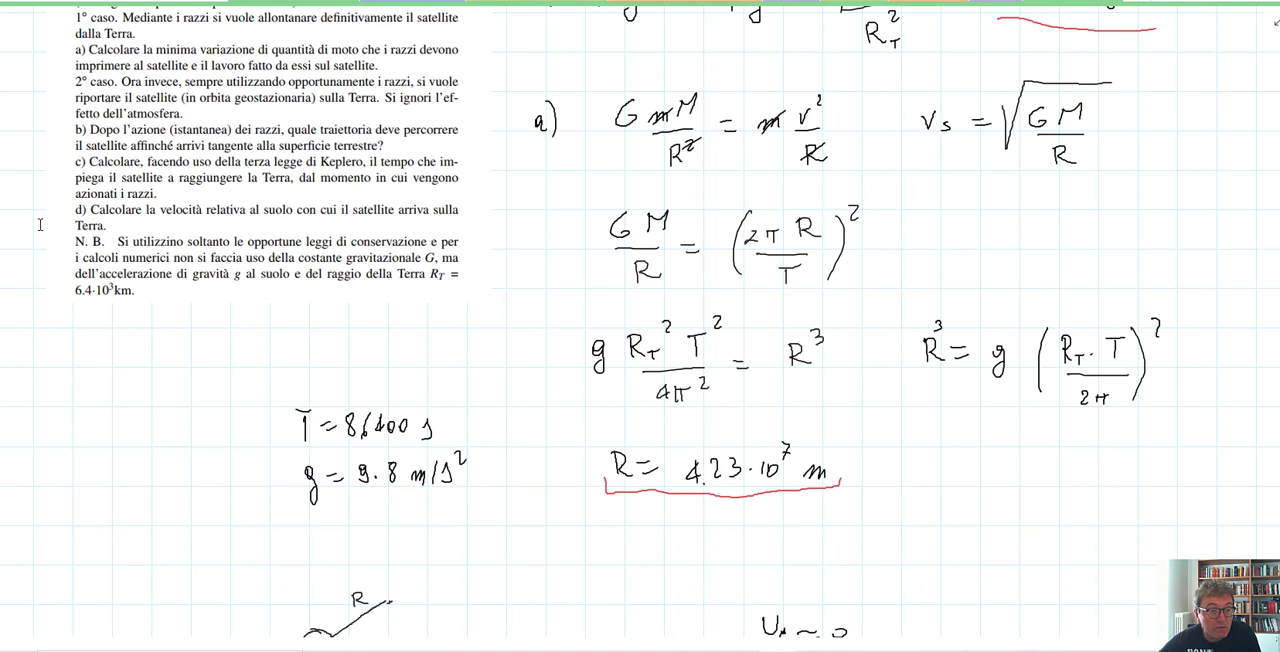 1° caso. Mediante i razzi si vuole allontanare definitivamente il satellite
dalla Terra.
a) Calcolare la minima variazione di quantità di moto che i razzi devono
imprimere al satellite e il lavoro fatto da essi sul satellite.
2° caso. Ora invece, sempre utilizzando opportunamente i razzi, si vuole
riportare il satellite (in orbita geostazionaria) sulla Terra. Si ignori l'ef-
fetto dell'atmosfera.
b) Dopo l'azione (istantanea) dei razzi, quale traiettoria deve percorrere
il satellite affinché arrivi tangente alla superficie terrestre?
c) Calcolare, facendo uso della terza legge di Keplero, il tempo che im-
piega il satellite a raggiungere la Terra, dal momento in cui vengono
azionati i razzi.
d) Calcolare la velocità relativa al suolo con cui il satellite arriva sulla
Terra.
N. B. Si utilizzino soltanto le opportune leggi di conservazione e per
i calcoli numerici non si faccia uso della costante gravitazionale G, ma
dell'accelerazione di gravità g al suolo e del raggio della Terra R_T =
6.4·10³km.
R_T²
a) G mM/R² = m v²/R   v_s = √(GM/R)
GM/R = (2π R/T)²
g R_T² T²/4π² = R³   R³ = g (R_T · T/2π)²
T = 86400 s
g = 9.8 m/s²
R = 4.23·10⁷ m
R